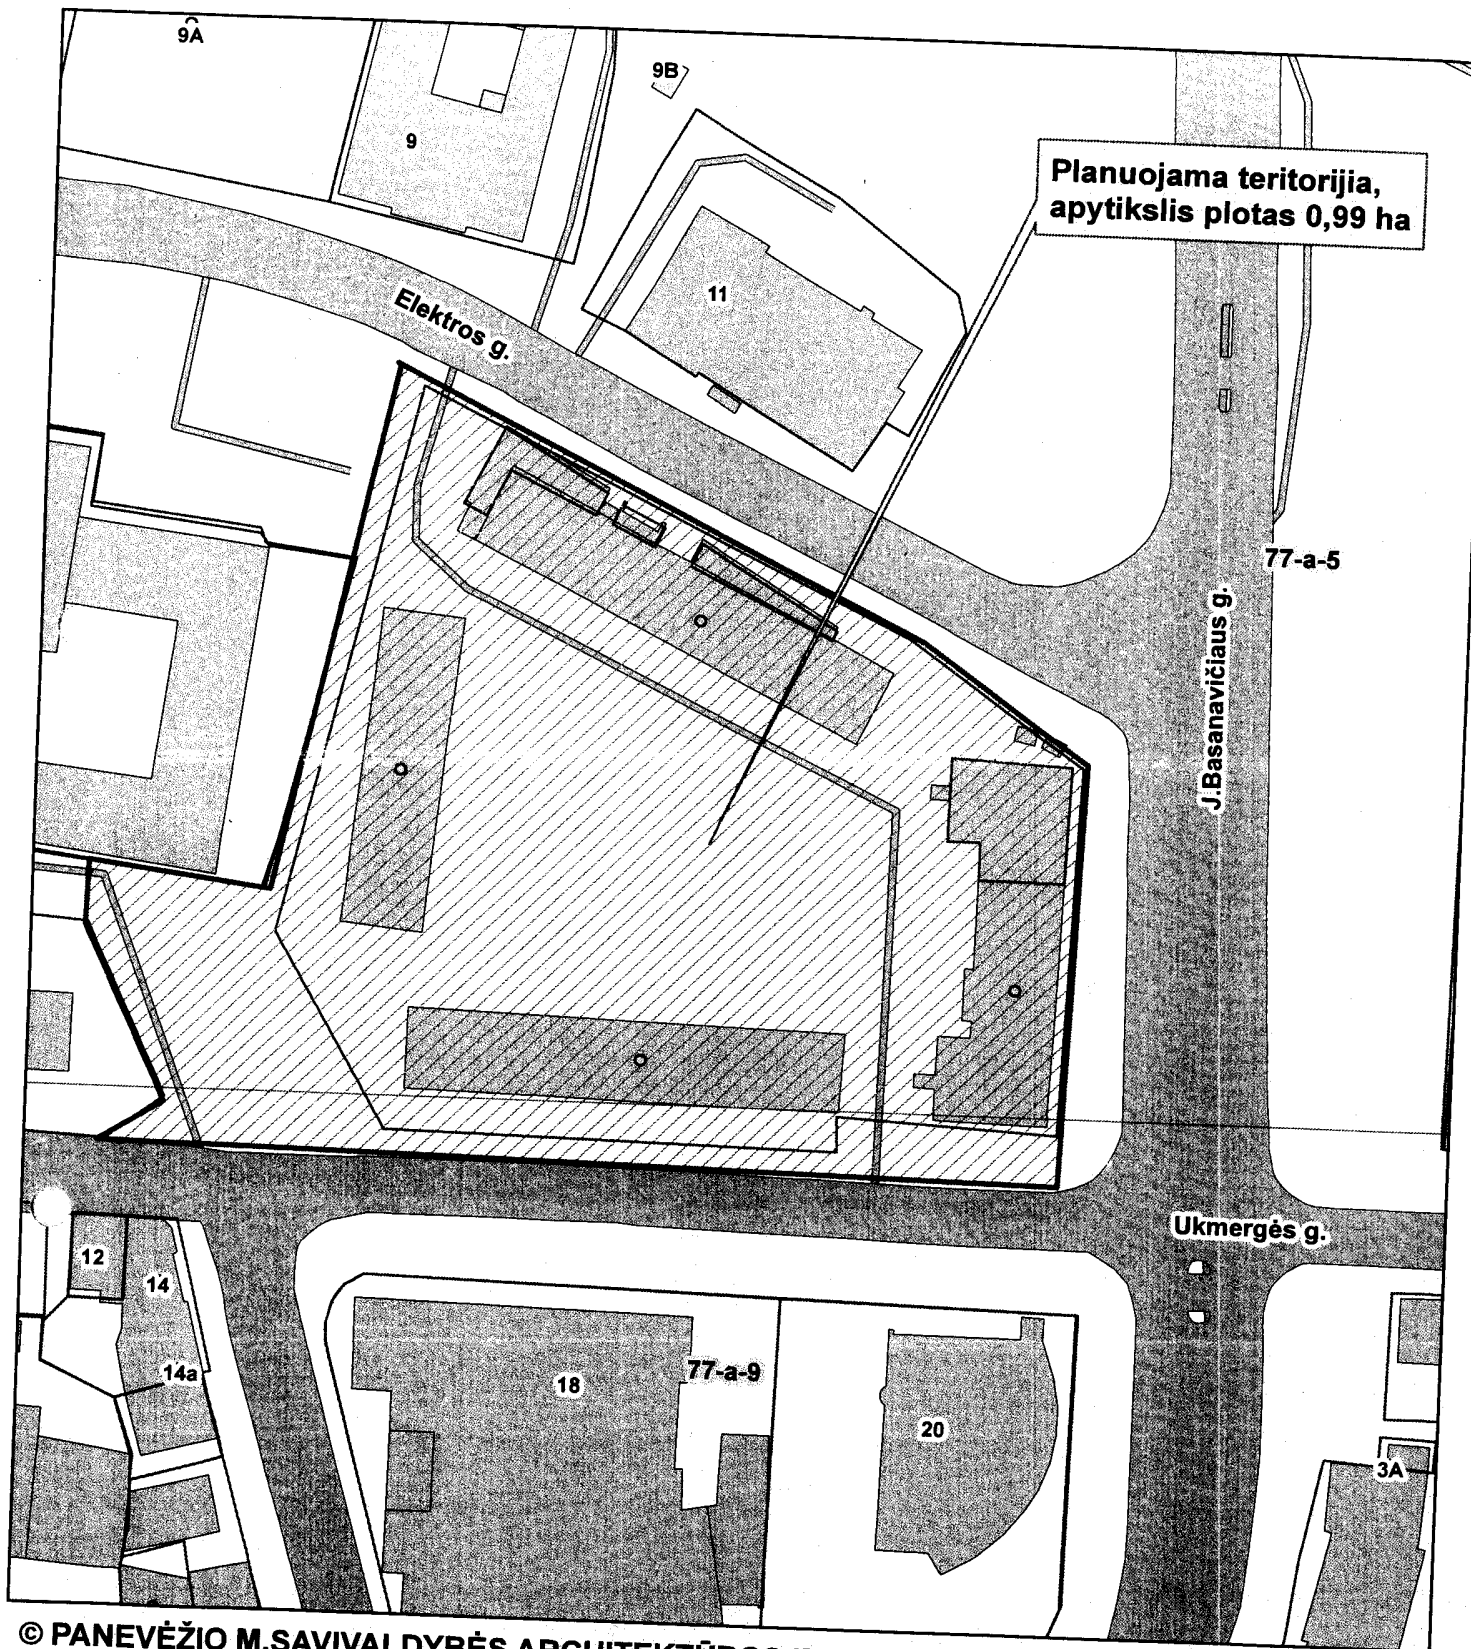 9A
9B
9
Planuojama teritorijia,
apytikslis plotas 0,99 ha
11
Elektros g.
77-a-5
J.Basanavičiaus g.
Ukmergės g.
12
14
14a
18
77-a-9
20
3A
© PANEVĖŽIO M.SAVIVALDYBĖS ARCHITEKTŪROS